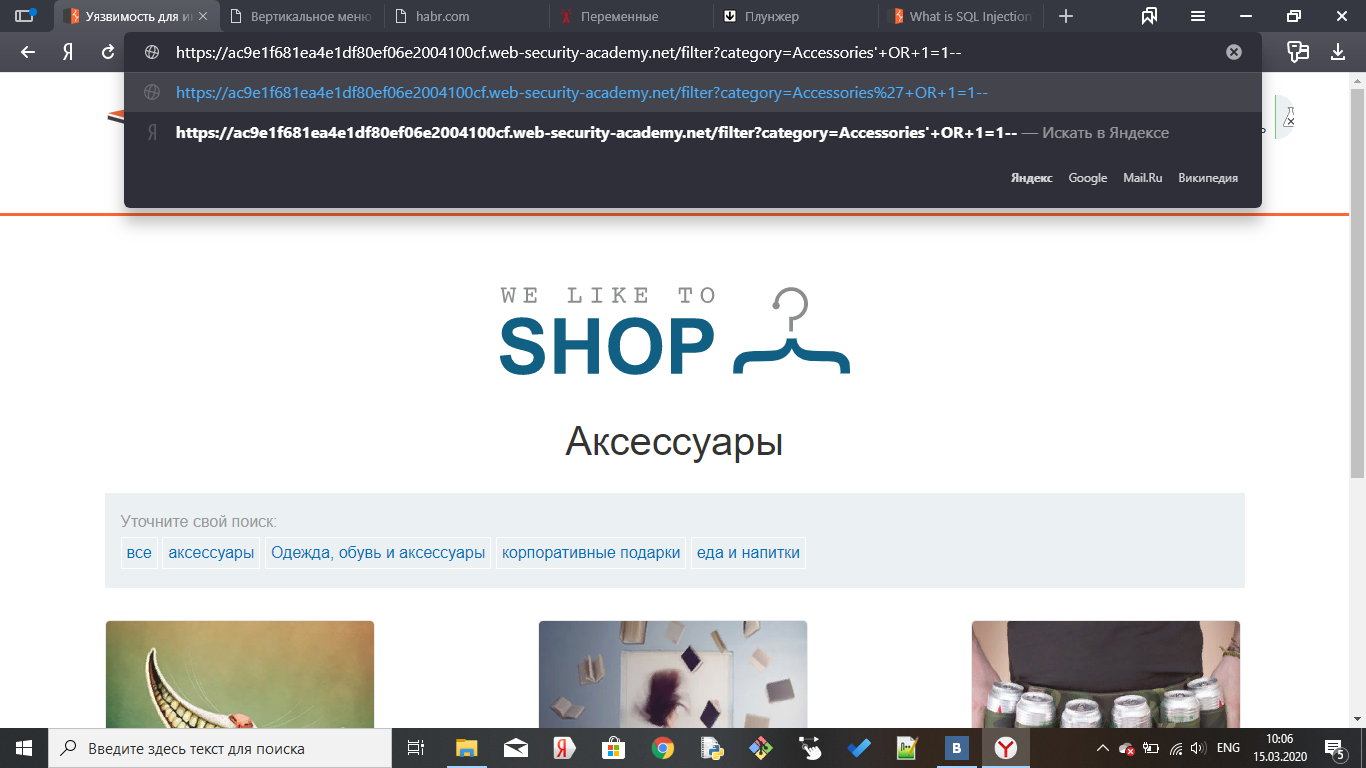 Уязвимость для ин
Вертикальное меню
habr.com
Переменные
Плунжер
What is SQL Injection
Я
https://ac9e1f681ea4e1df80ef06e2004100cf.web-security-academy.net/filter?category=Accessories'+OR+1=1--
https://ac9e1f681ea4e1df80ef06e2004100cf.web-security-academy.net/filter?category=Accessories%27+OR+1=1--
Я https://ac9e1f681ea4e1df80ef06e2004100cf.web-security-academy.net/filter?category=Accessories'+OR+1=1-- — Искать в Яндексе
Яндекс Google Mail.Ru Википедия
WE LIKE TO
SHOP
Аксессуары
Уточните свой поиск:
все аксессуары Одежда, обувь и аксессуары корпоративные подарки еда и напитки
Введите здесь текст для поиска
ENG
10:06
15.03.2020
5